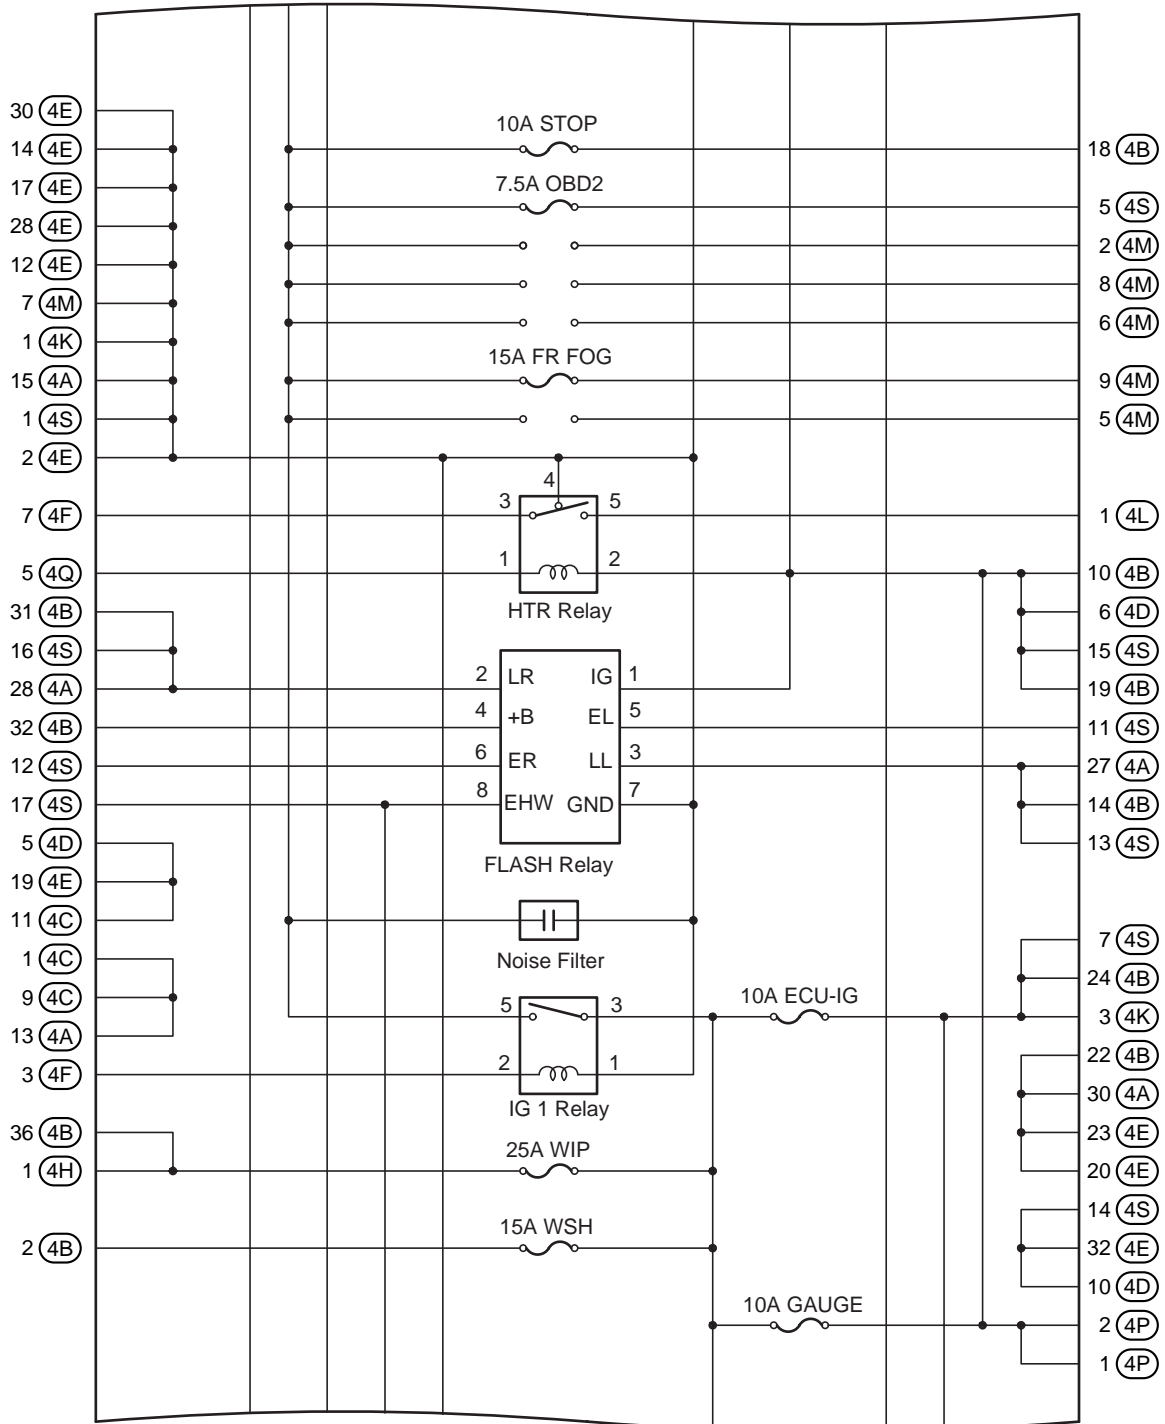 30 4E
14 4E
17 4E
28 4E
12 4E
7 4M
1 4K
15 4A
1 4S
2 4E
7 4F
5 4Q
31 4B
16 4S
28 4A
32 4B
12 4S
17 4S
5 4D
19 4E
11 4C
1 4C
9 4C
13 4A
3 4F
36 4B
1 4H
2 4B
10A STOP
7.5A OBD2
15A FR FOG
4
3 5
1 2
HTR Relay
2 LR IG 1
4 +B EL 5
6 ER LL 3
8 EHW GND 7
FLASH Relay
Noise Filter
5 3
2 1
IG 1 Relay
25A WIP
15A WSH
10A ECU-IG
10A GAUGE
18 4B
5 4S
2 4M
8 4M
6 4M
9 4M
5 4M
1 4L
10 4B
6 4D
15 4S
19 4B
11 4S
27 4A
14 4B
13 4S
7 4S
24 4B
3 4K
22 4B
30 4A
23 4E
20 4E
14 4S
32 4E
10 4D
2 4P
1 4P